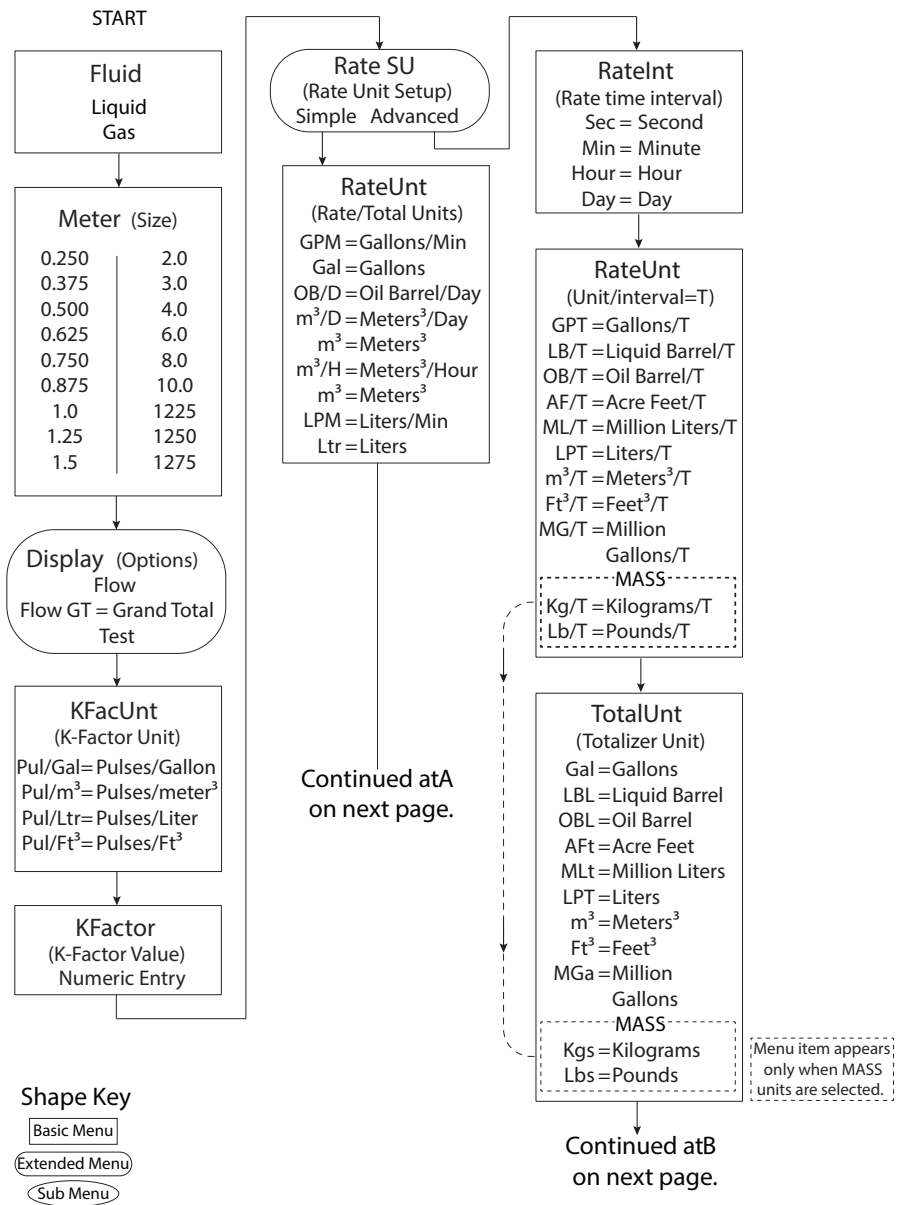 START
Fluid
Liquid
Gas
Meter (Size)
0.250 2.0
0.375 3.0
0.500 4.0
0.625 6.0
0.750 8.0
0.875 10.0
1.0 1225
1.25 1250
1.5 1275
Display (Options)
Flow
Flow GT = Grand Total
Test
KFacUnt
(K-Factor Unit)
Pul/Gal= Pulses/Gallon
Pul/m³= Pulses/meter³
Pul/Ltr= Pulses/Liter
Pul/Ft³= Pulses/Ft³
KFactor
(K-Factor Value)
Numeric Entry
Shape Key
Basic Menu
Extended Menu
Sub Menu
Rate SU
(Rate Unit Setup)
Simple Advanced
RateUnt
(Rate/Total Units)
GPM =Gallons/Min
Gal =Gallons
OB/D =Oil Barrel/Day
m³/D =Meters³/Day
m³ =Meters³
m³/H =Meters³/Hour
m³ =Meters³
LPM =Liters/Min
Ltr =Liters
Continued atA
on next page.
RateInt
(Rate time interval)
Sec = Second
Min = Minute
Hour = Hour
Day = Day
RateUnt
(Unit/interval=T)
GPT =Gallons/T
LB/T =Liquid Barrel/T
OB/T =Oil Barrel/T
AF/T =Acre Feet/T
ML/T =Million Liters/T
LPT =Liters/T
m³/T =Meters³/T
Ft³/T =Feet³/T
MG/T =Million
Gallons/T
MASS
Kg/T =Kilograms/T
Lb/T =Pounds/T
TotalUnt
(Totalizer Unit)
Gal =Gallons
LBL =Liquid Barrel
OBL =Oil Barrel
AFt =Acre Feet
MLt =Million Liters
LPT =Liters
m³ =Meters³
Ft³ =Feet³
MGa =Million
Gallons
MASS
Kgs =Kilograms
Lbs =Pounds
Menu item appears
only when MASS
units are selected.
Continued atB
on next page.